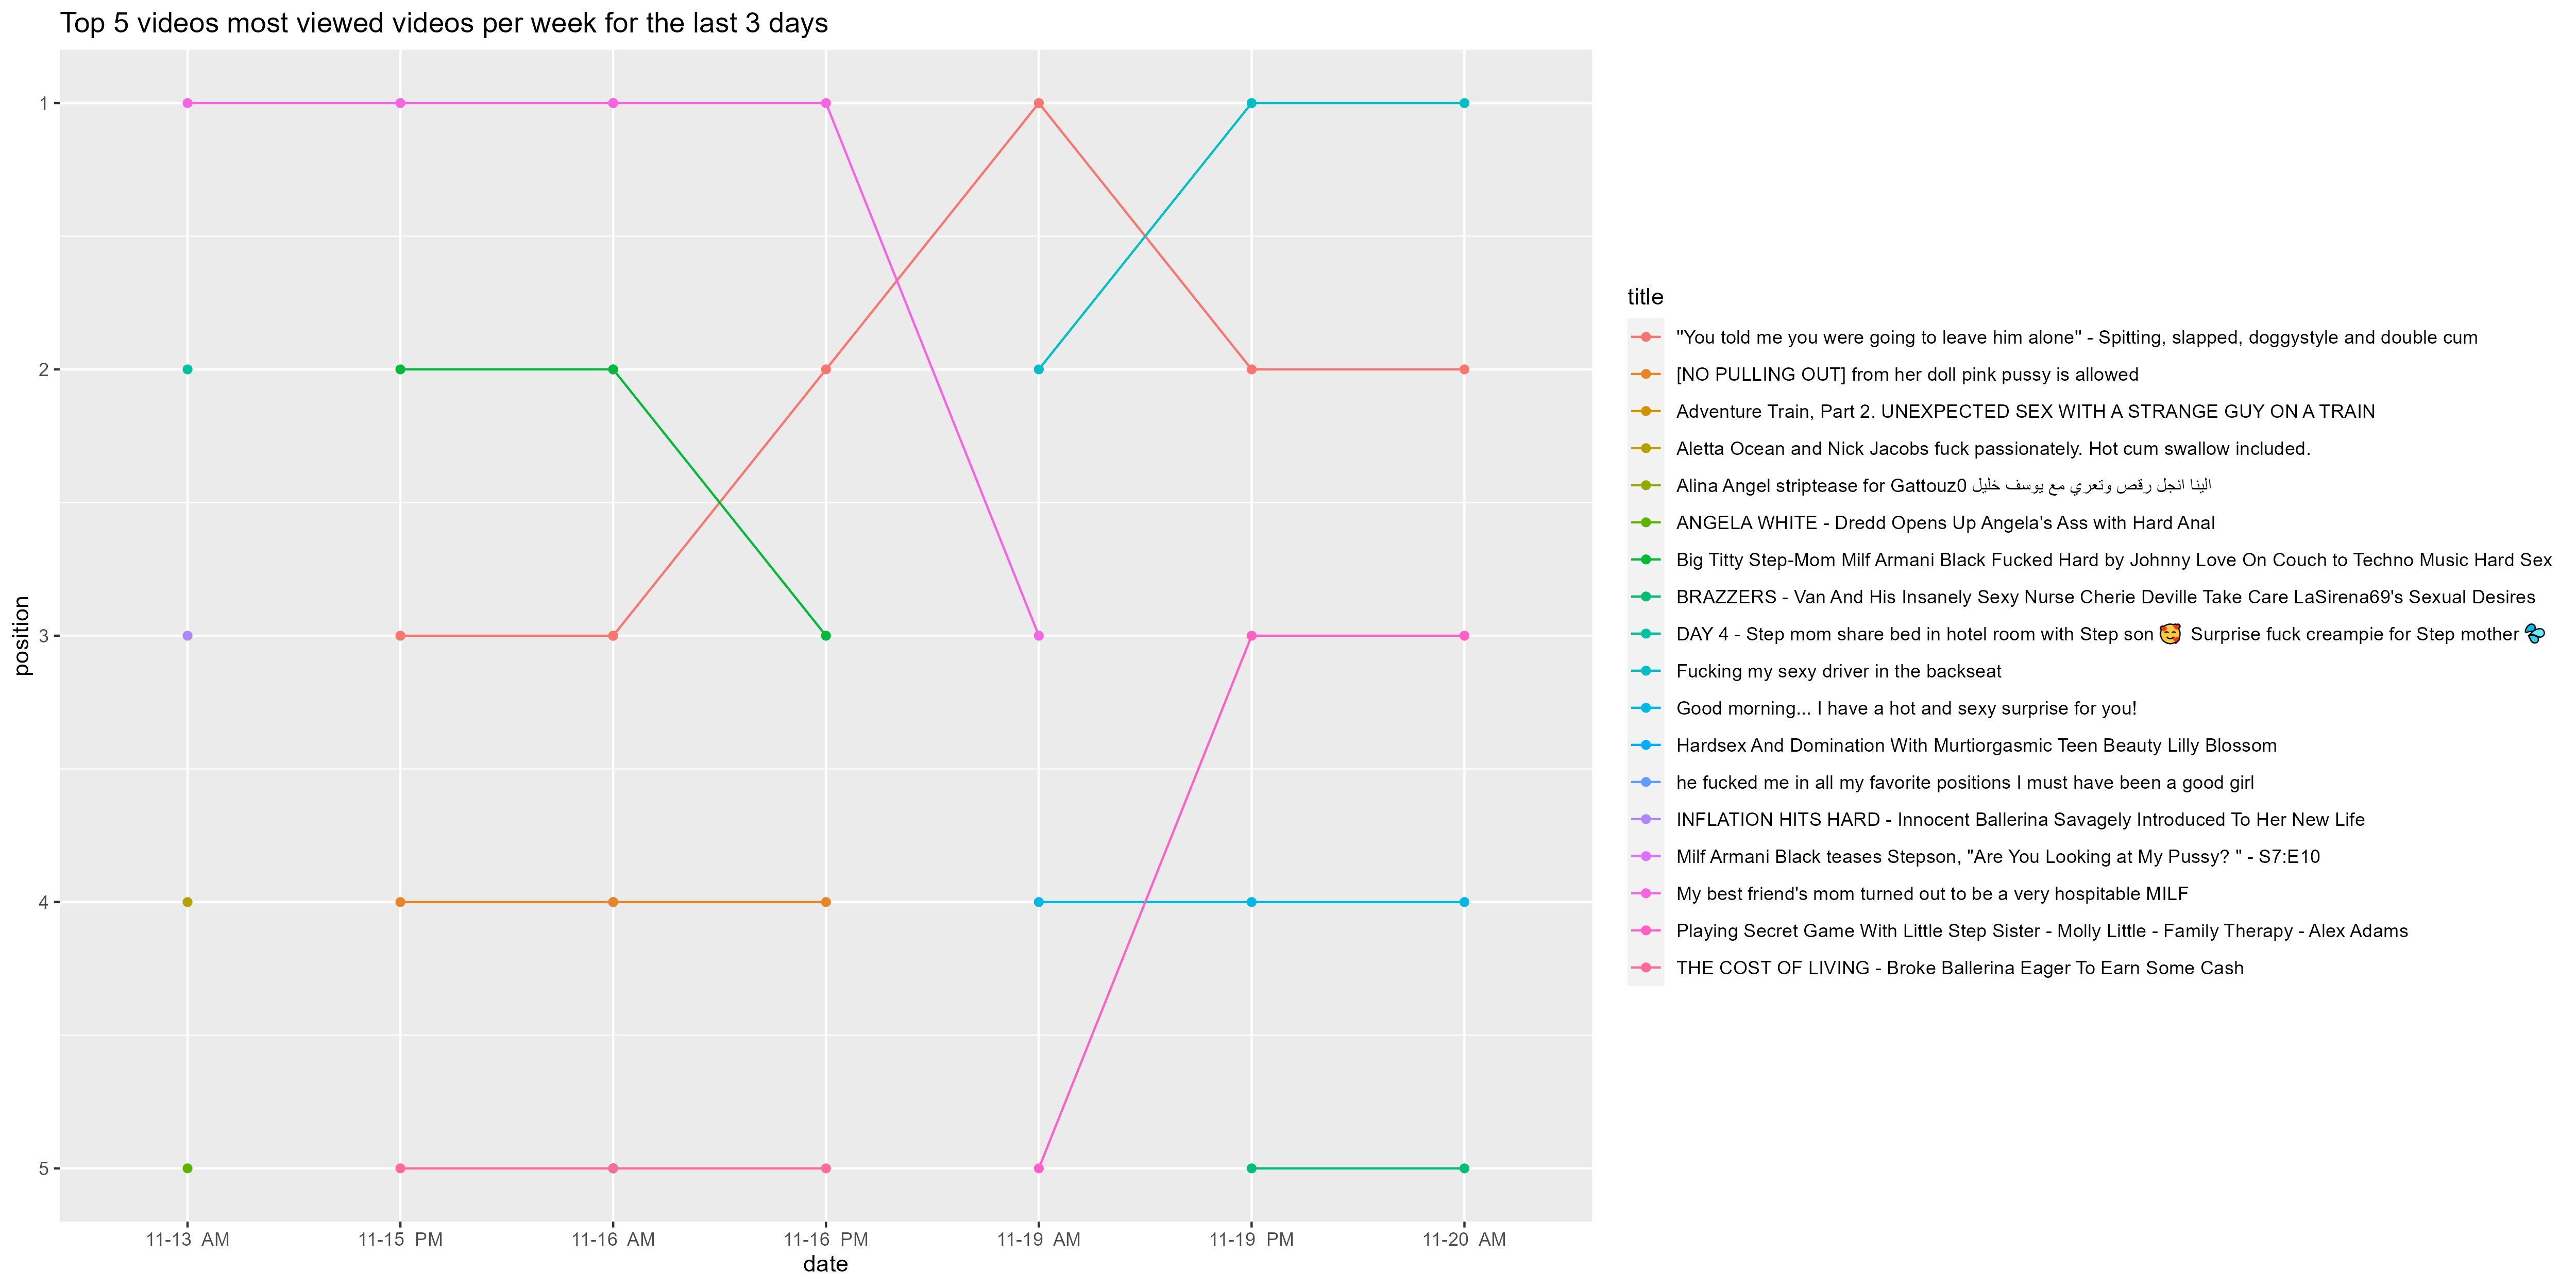 Top 5 videos most viewed videos per week for the last 3 days
position
1
2
3
4
5
11-13 AM
11-15 PM
11-16 AM
11-16 PM
11-19 AM
11-19 PM
11-20 AM
date
title
"You told me you were going to leave him alone" - Spitting, slapped, doggystyle and double cum
[NO PULLING OUT] from her doll pink pussy is allowed
Adventure Train, Part 2. UNEXPECTED SEX WITH A STRANGE GUY ON A TRAIN
Aletta Ocean and Nick Jacobs fuck passionately. Hot cum swallow included.
Alina Angel striptease for Gattouz0 الينا انجل رقص وتعري مع يوسف خليل
ANGELA WHITE - Dredd Opens Up Angela's Ass with Hard Anal
Big Titty Step-Mom Milf Armani Black Fucked Hard by Johnny Love On Couch to Techno Music Hard Sex
BRAZZERS - Van And His Insanely Sexy Nurse Cherie Deville Take Care LaSirena69's Sexual Desires
DAY 4 - Step mom share bed in hotel room with Step son 🥰 Surprise fuck creampie for Step mother 💦
Fucking my sexy driver in the backseat
Good morning... I have a hot and sexy surprise for you!
Hardsex And Domination With Murtiorgasmic Teen Beauty Lilly Blossom
he fucked me in all my favorite positions I must have been a good girl
INFLATION HITS HARD - Innocent Ballerina Savagely Introduced To Her New Life
Milf Armani Black teases Stepson, "Are You Looking at My Pussy? " - S7:E10
My best friend's mom turned out to be a very hospitable MILF
Playing Secret Game With Little Step Sister - Molly Little - Family Therapy - Alex Adams
THE COST OF LIVING - Broke Ballerina Eager To Earn Some Cash